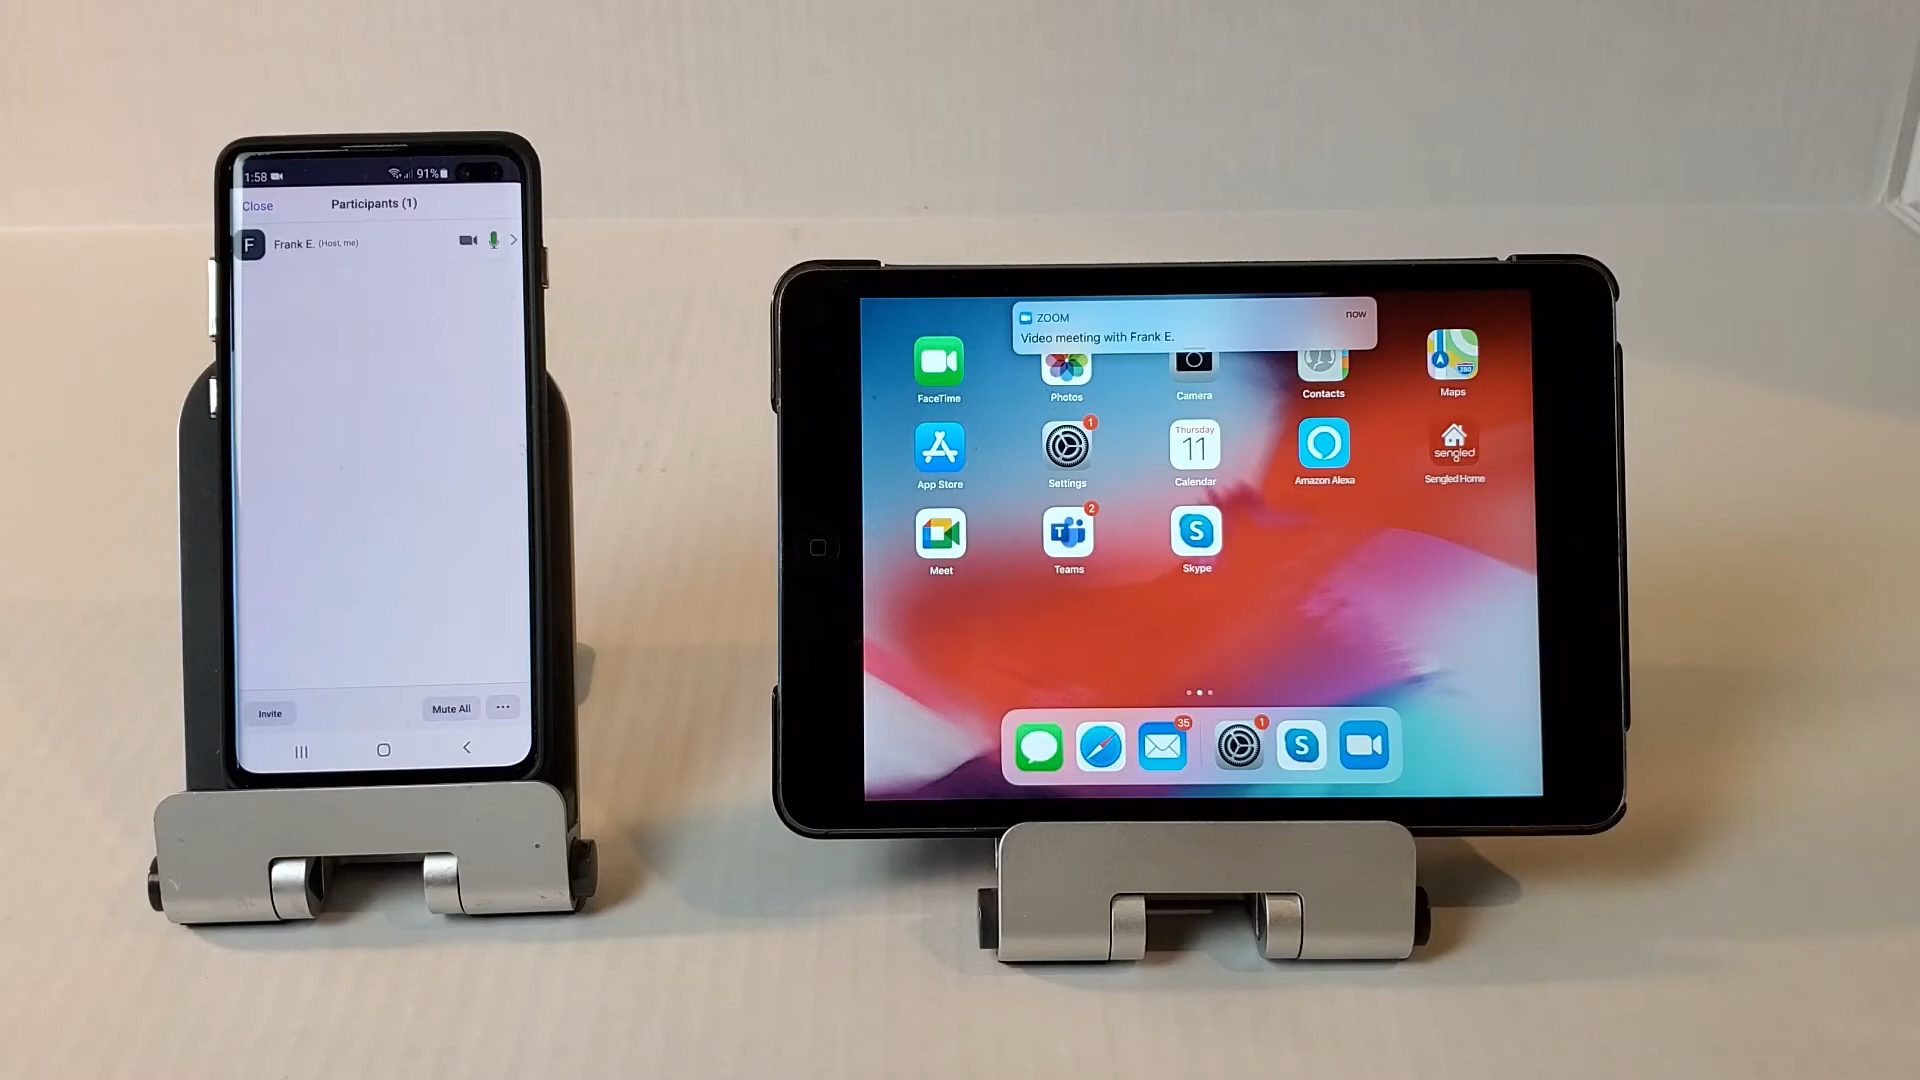 1:58 91%
Close Participants (1)
F Frank E. (Host, me)
Invite Mute All ...
ZOOM now
Video meeting with Frank E.
FaceTime Photos Camera Contacts Maps
280
1 Thursday
11 sengled
App Store Settings Calendar Amazon Alexa Sengled Home
2
T S
Meet Teams Skype Skype
35 1
S